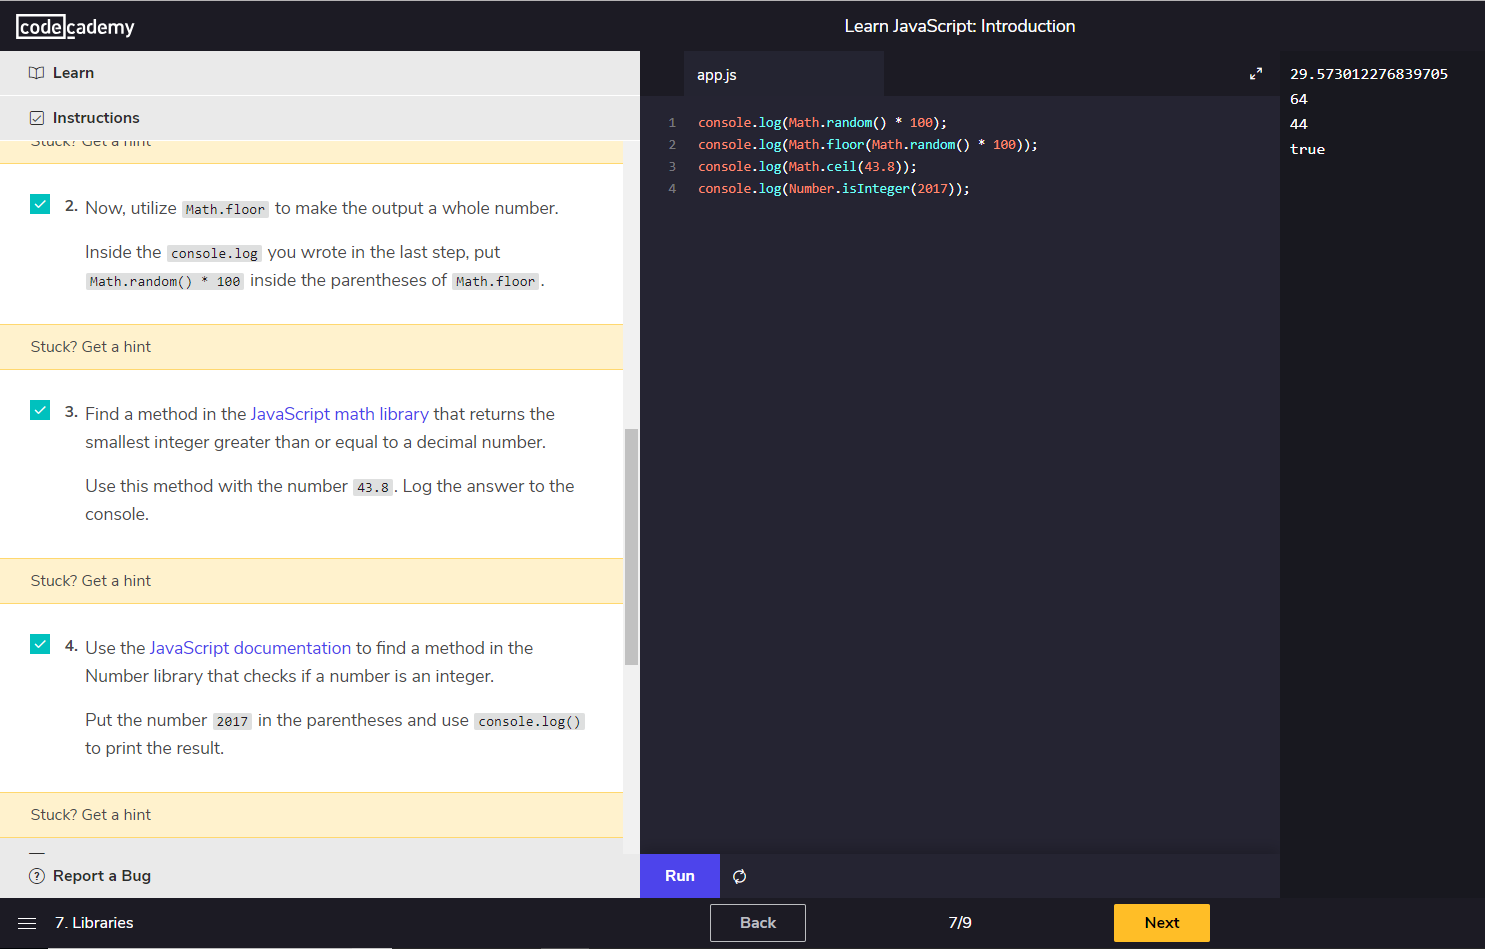 codecademy
Learn JavaScript: Introduction
Learn
Instructions
Stuck? Get a hint
2. Now, utilize Math.floor to make the output a whole number.
Inside the console.log you wrote in the last step, put
Math.random() * 100 inside the parentheses of Math.floor.
Stuck? Get a hint
3. Find a method in the JavaScript math library that returns the
smallest integer greater than or equal to a decimal number.
Use this method with the number 43.8. Log the answer to the
console.
Stuck? Get a hint
4. Use the JavaScript documentation to find a method in the
Number library that checks if a number is an integer.
Put the number 2017 in the parentheses and use console.log()
to print the result.
Stuck? Get a hint
Report a Bug
app.js
1 console.log(Math.random() * 100);
2 console.log(Math.floor(Math.random() * 100));
3 console.log(Math.ceil(43.8));
4 console.log(Number.isInteger(2017));
Run
29.573012276839705
64
44
true
7. Libraries
Back
7/9
Next